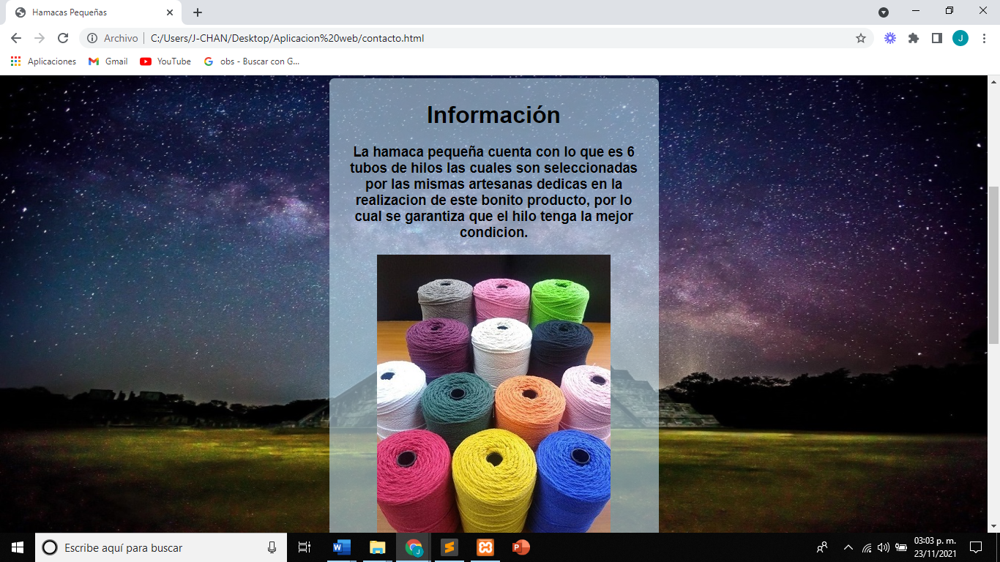 Hamacas Pequeñas
Archivo C:/Users/J-CHAN/Desktop/Aplicacion%20web/contacto.html
J
Aplicaciones Gmail YouTube obs - Buscar con G...
Información
La hamaca pequeña cuenta con lo que es 6
tubos de hilos las cuales son seleccionadas
por las mismas artesanas dedicas en la
realizacion de este bonito producto, por lo
cual se garantiza que el hilo tenga la mejor
condicion.
Escribe aquí para buscar
03:03 p. m.
23/11/2021